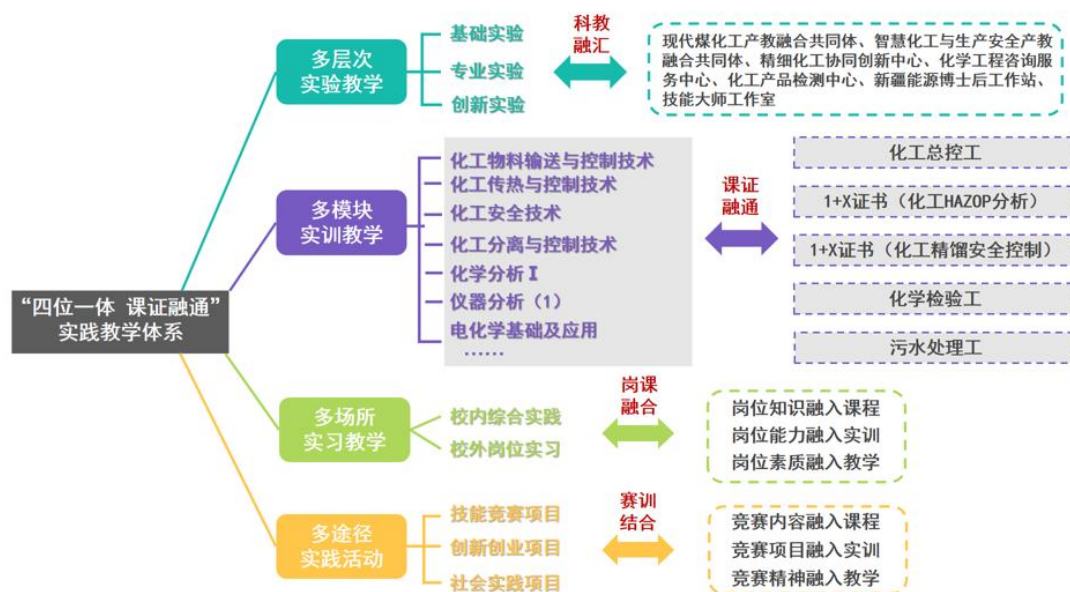 “四位一体 课证融通”
实践教学体系
多层次
实验教学
基础实验
专业实验
创新实验
科教
融汇
现代煤化工产教融合共同体、智慧化工与生产安全产教
融合共同体、精细化工协同创新中心、化学工程咨询服
务中心、化工产品检测中心、新疆能源博士后工作站、
技能大师工作室
多模块
实训教学
化工物料输送与控制技术
化工传热与控制技术
化工安全技术
化工分离与控制技术
化学分析Ⅰ
仪器分析（1）
电化学基础及应用
……
课证
融通
化工总控工
1+X证书（化工HAZOP分析）
1+X证书（化工精馏安全控制）
化学检验工
污水处理工
多场所
实习教学
校内综合实践
校外岗位实习
岗课
融合
岗位知识融入课程
岗位能力融入实训
岗位素质融入教学
多途径
实践活动
技能竞赛项目
创新创业项目
社会实践项目
赛训
结合
竞赛内容融入课程
竞赛项目融入实训
竞赛精神融入教学